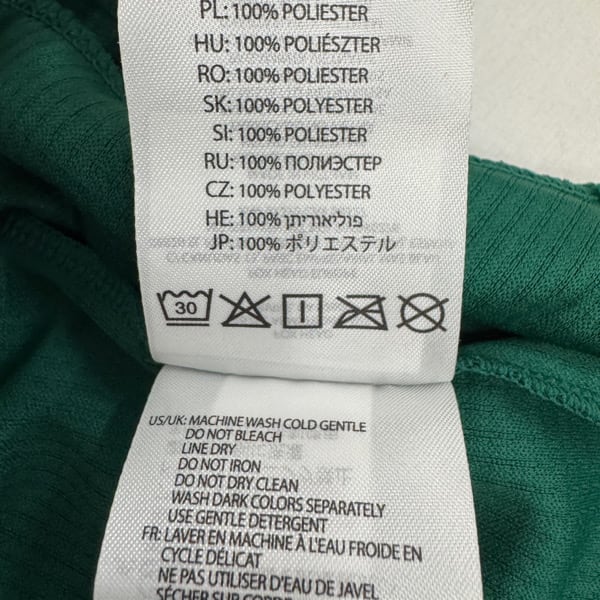 PL: 100% POLIESTER
HU: 100% POLIÉSZTER
RO: 100% POLIESTER
SK: 100% POLYESTER
SI: 100% POLIESTER
RU: 100% ПОЛИЭСТЕР
CZ: 100% POLYESTER
HE: 100% פוליאוריתן
JP: 100% ポリエステル
30
US/UK: MACHINE WASH COLD GENTLE
DO NOT BLEACH
LINE DRY
DO NOT IRON
DO NOT DRY CLEAN
WASH DARK COLORS SEPARATELY
USE GENTLE DETERGENT
FR: LAVER EN MACHINE À L'EAU FROIDE EN
CYCLE DÉLICAT
NE PAS UTILISER D'EAU DE JAVEL
SÉCHER SUR CORDE